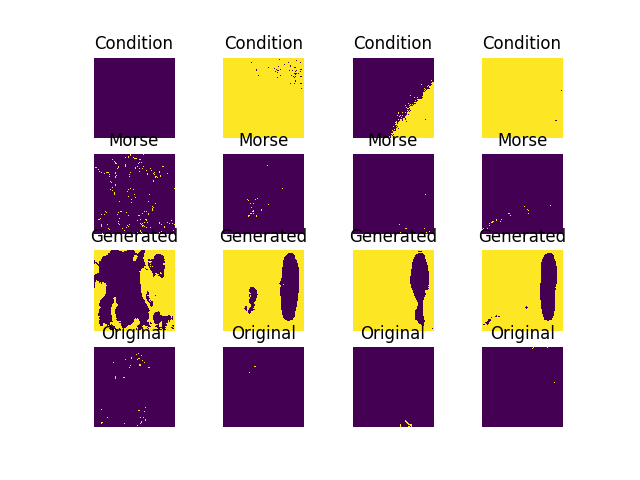 Condition Condition Condition Condition
Morse Morse Morse Morse
Generated Generated Generated Generated
Original Original Original Original